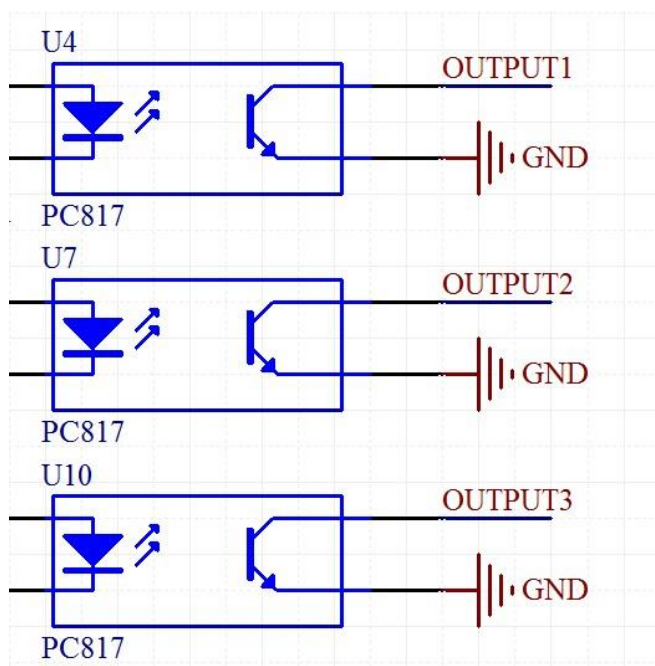 U4
OUTPUT1
GND
PC817
U7
OUTPUT2
GND
PC817
U10
OUTPUT3
GND
PC817